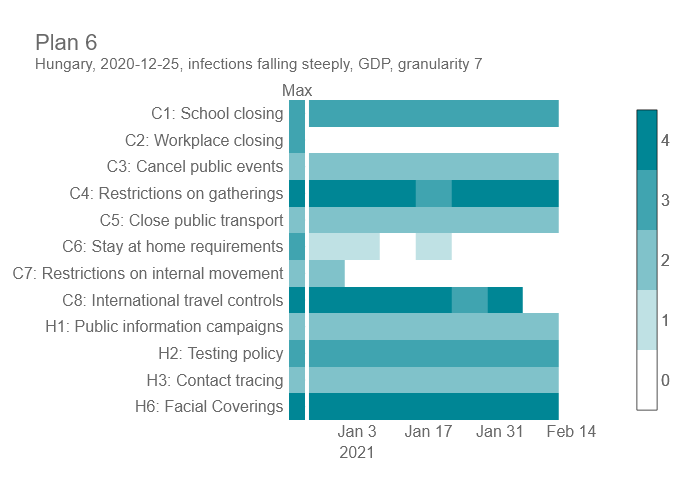 Plan 6
Hungary, 2020-12-25, infections falling steeply, GDP, granularity 7
Max
C1: School closing
C2: Workplace closing
C3: Cancel public events
C4: Restrictions on gatherings
C5: Close public transport
C6: Stay at home requirements
C7: Restrictions on internal movement
C8: International travel controls
H1: Public information campaigns
H2: Testing policy
H3: Contact tracing
H6: Facial Coverings
Jan 3 Jan 17 Jan 31 Feb 14
2021
4
3
2
1
0